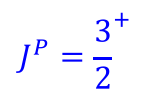 J^P = 3/2^+